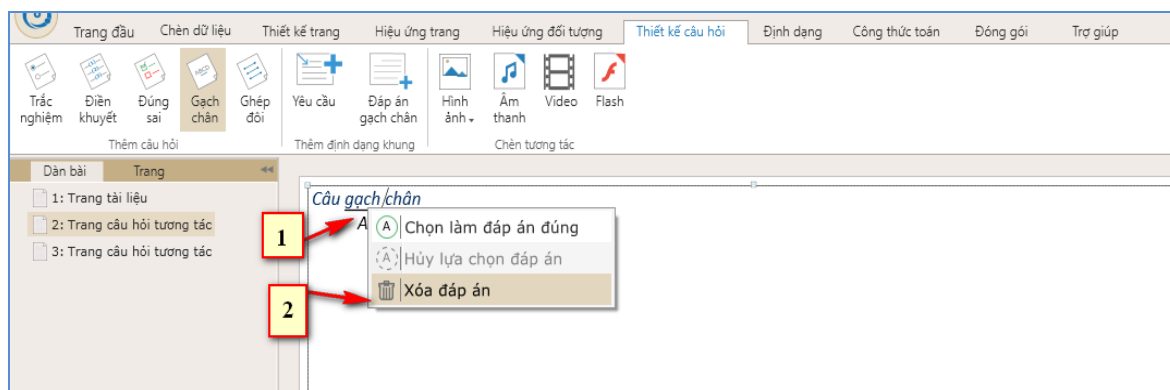 Trang đầu Chèn dữ liệu Thiết kế trang Hiệu ứng trang Hiệu ứng đối tượng Thiết kế câu hỏi Định dạng Công thức toán Đóng gói Trợ giúp
Trắc nghiệm
Điền khuyết
Đúng sai
Gạch chân
Ghép đôi
Yêu cầu
Đáp án gạch chân
Hình ảnh
Âm thanh
Video
Flash
Thêm câu hỏi Thêm định dạng khung Chèn tương tác
Dàn bài Trang
1: Trang tài liệu
2: Trang câu hỏi tương tác
3: Trang câu hỏi tương tác
Câu gạch chân
A
Chọn làm đáp án đúng
Hủy lựa chọn đáp án
Xóa đáp án
1
2